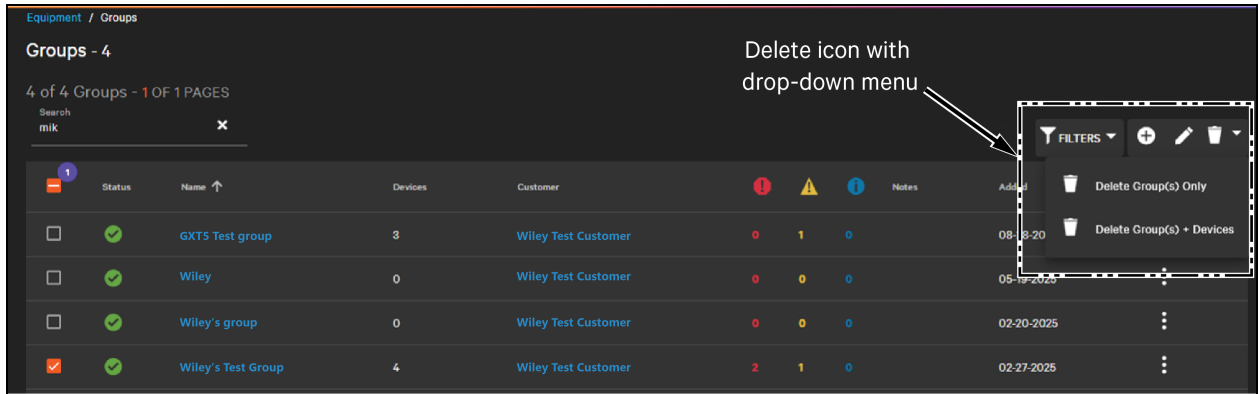 Equipment / Groups
Groups - 4
Delete icon with
drop-down menu
4 of 4 Groups - 1 OF 1 PAGES
Search
mik
FILTERS
1
Status Name Devices Customer Notes Added
Delete Group(s) Only
Delete Group(s) + Devices
GXT5 Test group 3 Wiley Test Customer 0 1 0
Wiley 0 Wiley Test Customer 0 0 0 05-19-2025
Wiley's group 0 Wiley Test Customer 0 0 0 02-20-2025
Wiley's Test Group 4 Wiley Test Customer 2 1 0 02-27-2025